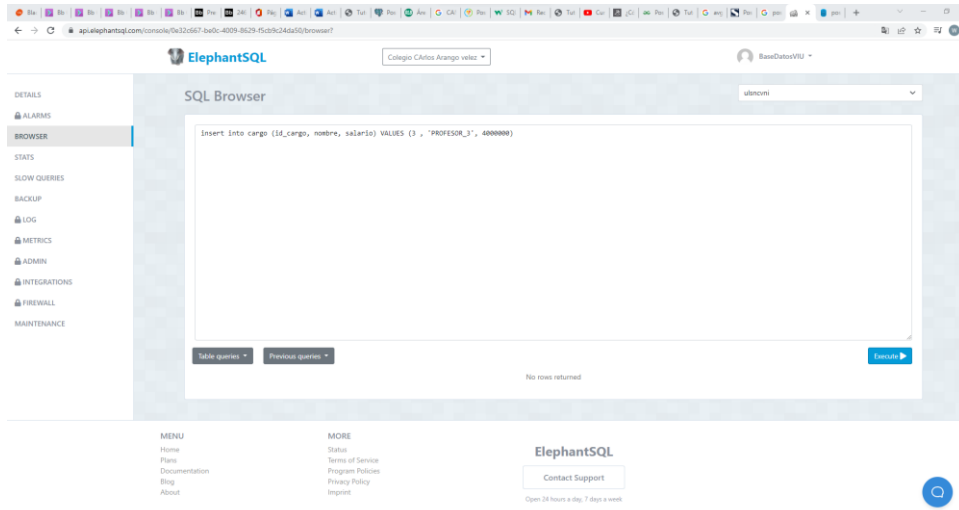 api.elephantsql.com/console/0e32c667-be0c-4009-8629-f5cb9c24da50/browser?
ElephantSQL
Colegio CArlos Arango velez
BaseDatosVIU
DETAILS
ALARMS
BROWSER
STATS
SLOW QUERIES
BACKUP
LOG
METRICS
ADMIN
INTEGRATIONS
FIREWALL
MAINTENANCE
SQL Browser
insert into cargo (id_cargo, nombre, salario) VALUES (3 , 'PROFESOR_3', 4000000)
Table queries
Previous queries
Execute
No rows returned
MENU
Home
Plans
Documentation
Blog
About
MORE
Status
Terms of Service
Program Policies
Privacy Policy
Imprint
ElephantSQL
Contact Support
Open 24 hours a day, 7 days a week